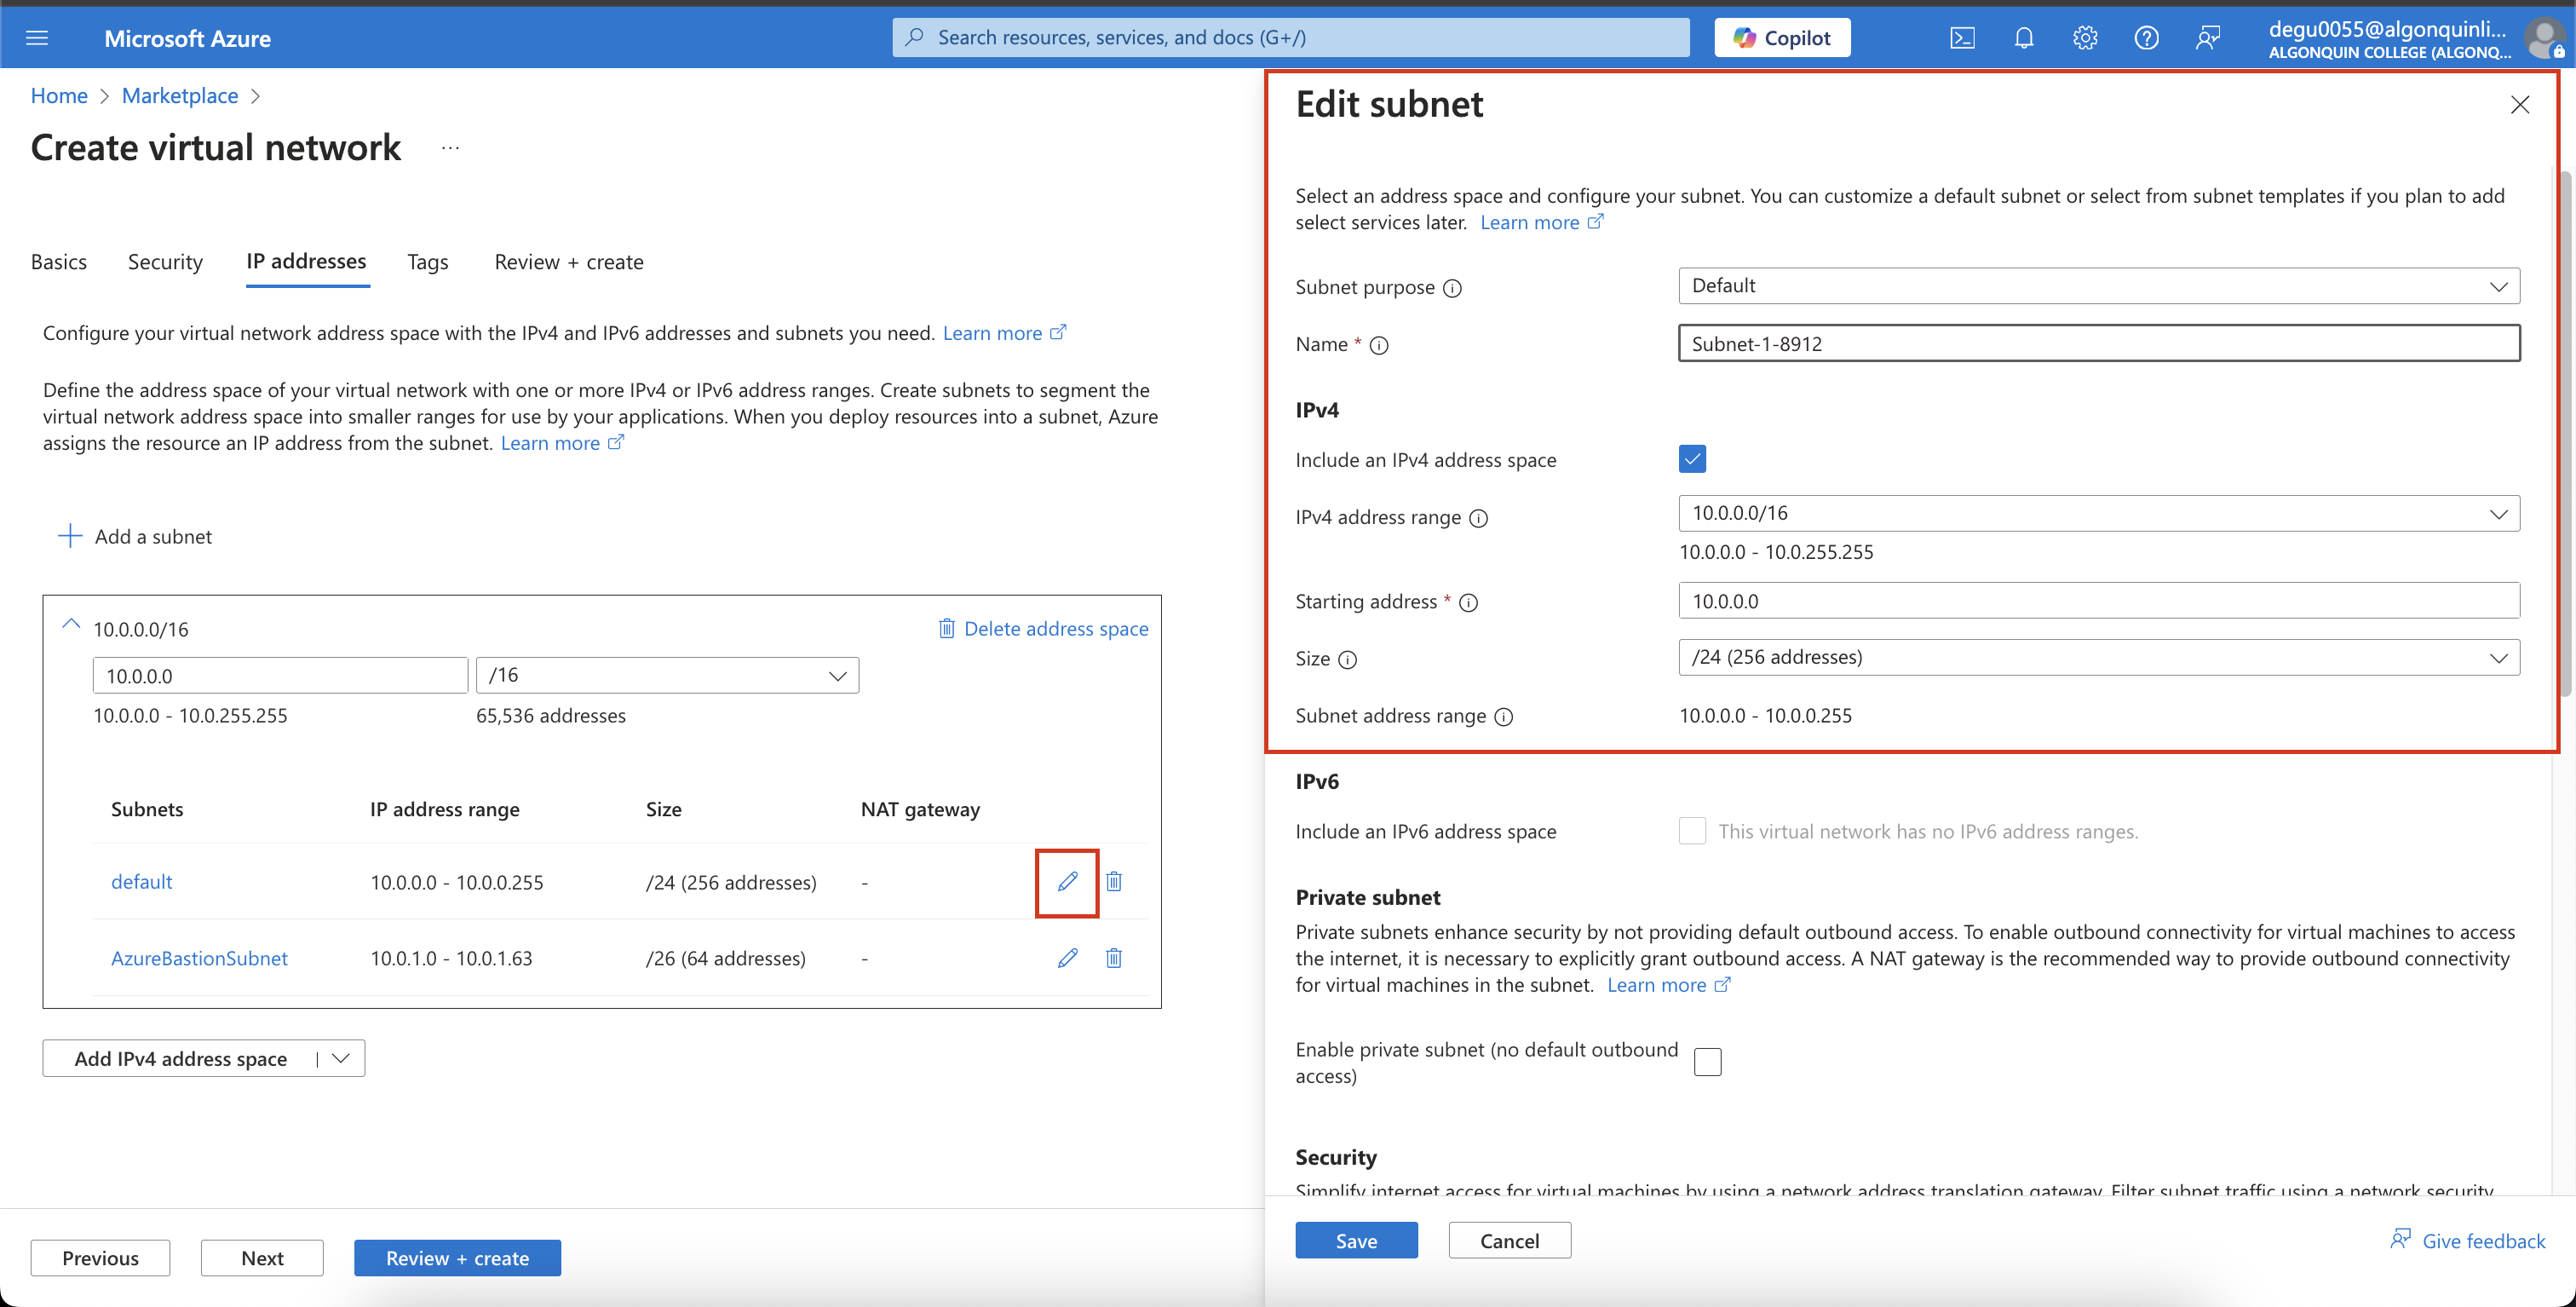 Microsoft Azure
Search resources, services, and docs (G+/)
Copilot
degu0055@algonquinli...
ALGONQUIN COLLEGE (ALGONQ...
Home > Marketplace >
Create virtual network ...
Basics Security IP addresses Tags Review + create
Configure your virtual network address space with the IPv4 and IPv6 addresses and subnets you need. Learn more
Define the address space of your virtual network with one or more IPv4 or IPv6 address ranges. Create subnets to segment the
virtual network address space into smaller ranges for use by your applications. When you deploy resources into a subnet, Azure
assigns the resource an IP address from the subnet. Learn more
Add a subnet
10.0.0.0/16 Delete address space
10.0.0.0 /16
10.0.0.0 - 10.0.255.255 65,536 addresses
Subnets IP address range Size NAT gateway
default 10.0.0.0 - 10.0.0.255 /24 (256 addresses) -
AzureBastionSubnet 10.0.1.0 - 10.0.1.63 /26 (64 addresses) -
Add IPv4 address space
Previous Next Review + create
Edit subnet
Select an address space and configure your subnet. You can customize a default subnet or select from subnet templates if you plan to add
select services later. Learn more
Subnet purpose Default
Name * Subnet-1-8912
IPv4
Include an IPv4 address space
IPv4 address range 10.0.0.0/16
10.0.0.0 - 10.0.255.255
Starting address * 10.0.0.0
Size /24 (256 addresses)
Subnet address range 10.0.0.0 - 10.0.0.255
IPv6
Include an IPv6 address space This virtual network has no IPv6 address ranges.
Private subnet
Private subnets enhance security by not providing default outbound access. To enable outbound connectivity for virtual machines to access
the internet, it is necessary to explicitly grant outbound access. A NAT gateway is the recommended way to provide outbound connectivity
for virtual machines in the subnet. Learn more
Enable private subnet (no default outbound
access)
Security
Simplify internet access for virtual machines by using a network address translation gateway. Filter subnet traffic using a network security
Save Cancel Give feedback